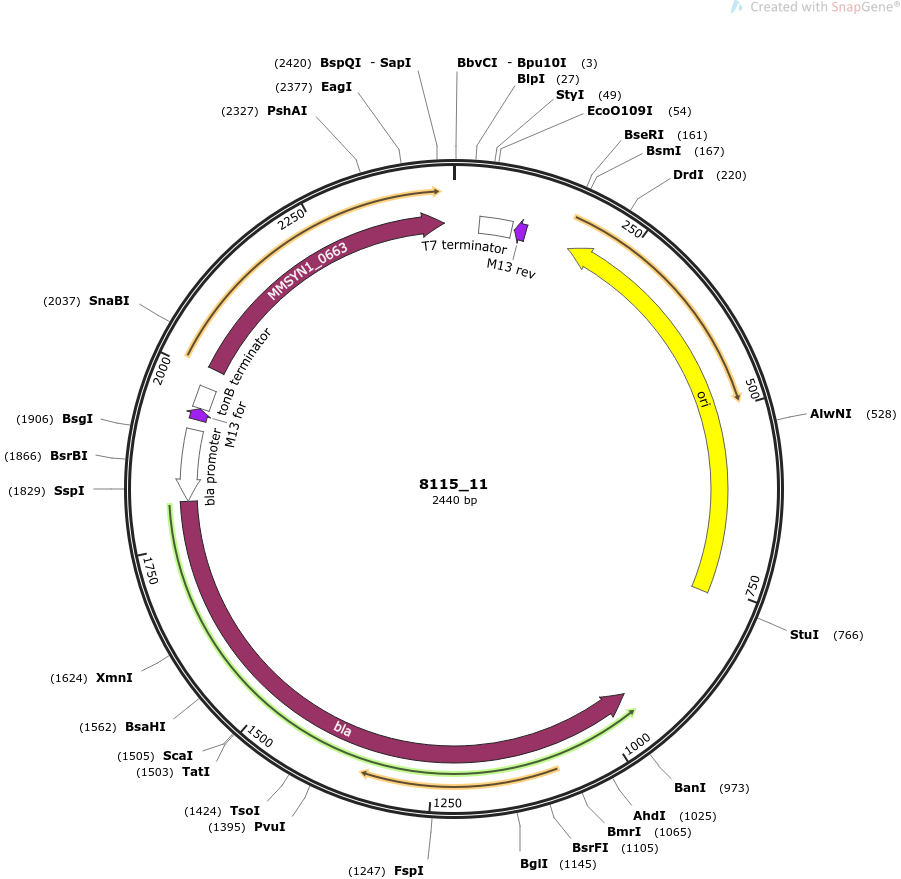 Created with SnapGene®
(2420) BspQI - SapI
(2377) EagI
(2327) PshAI
BbvCI - Bpu10I (3)
BlpI (27)
StyI (49)
EcoO109I (54)
BseRI (161)
BsmI (167)
DrdI (220)
250
500
AlwNI (528)
750
StuI (766)
BanI (973)
1000
AhdI (1025)
BmrI (1065)
BsrFI (1105)
BglI (1145)
1250
(1247) FspI
(1395) PvuI
(1424) TsoI
1500
(1503) TatI
(1505) ScaI
(1562) BsaHI
(1624) XmnI
1750
(1829) SspI
(1866) BsrBI
(1906) BsgI
2000
(2037) SnaBI
2250
MMSYN1_0663
T7 terminator
M13 rev
ori
bla
bla promoter
M13 for
tonB terminator
8115_11
2440 bp